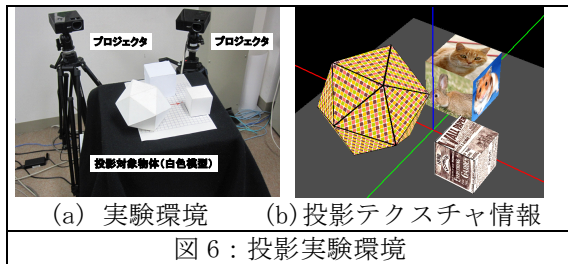 プロジェクタ
プロジェクタ
投影対象物体(白色模型)
(a) 実験環境
(b)投影テクスチャ情報
図 6：投影実験環境